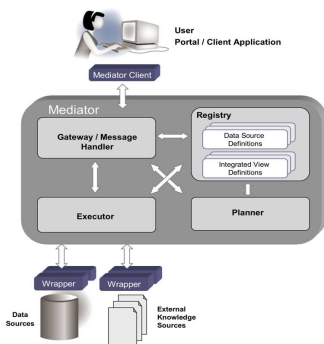 User
Portal / Client Application
Mediator Client
Mediator
Gateway / Message
Handler
Registry
Data Source
Definitions
Integrated View
Definitions
Executor
Planner
Wrapper
Wrapper
Data
Sources
External
Knowledge
Sources